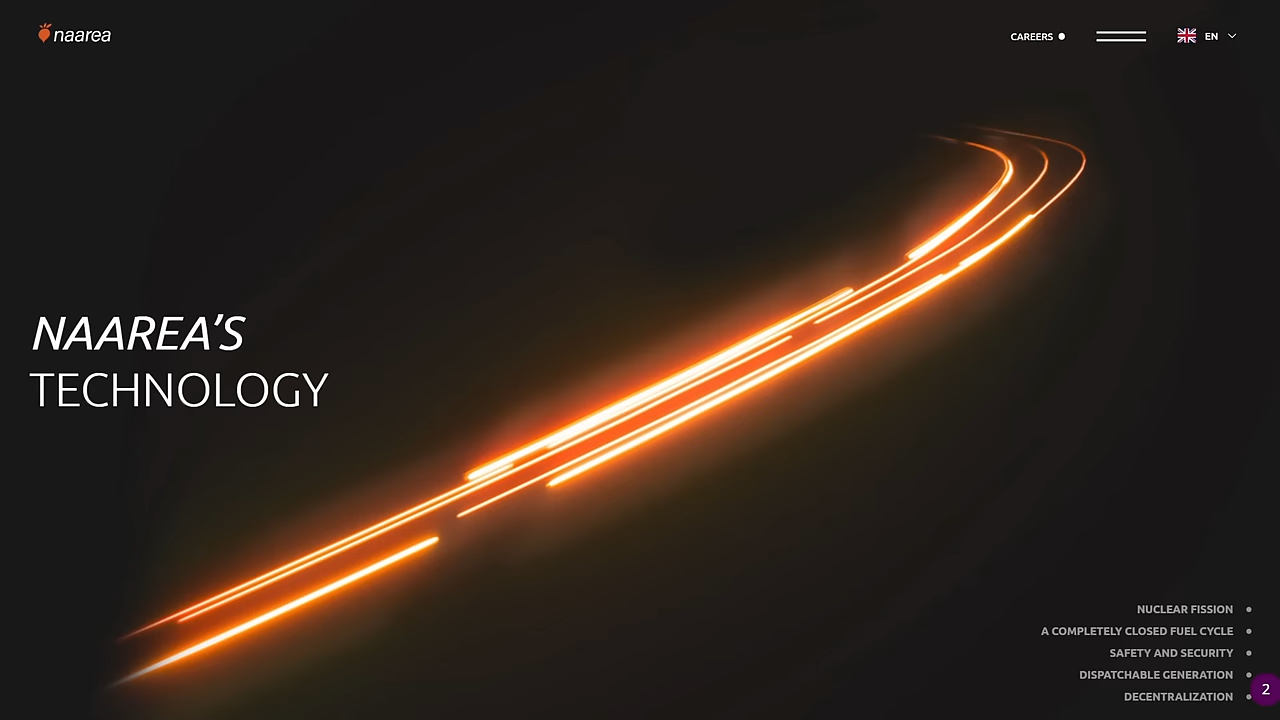 naarea
CAREERS
EN
NAAREA'S
TECHNOLOGY
NUCLEAR FISSION
A COMPLETELY CLOSED FUEL CYCLE
SAFETY AND SECURITY
DISPATCHABLE GENERATION
DECENTRALIZATION
2